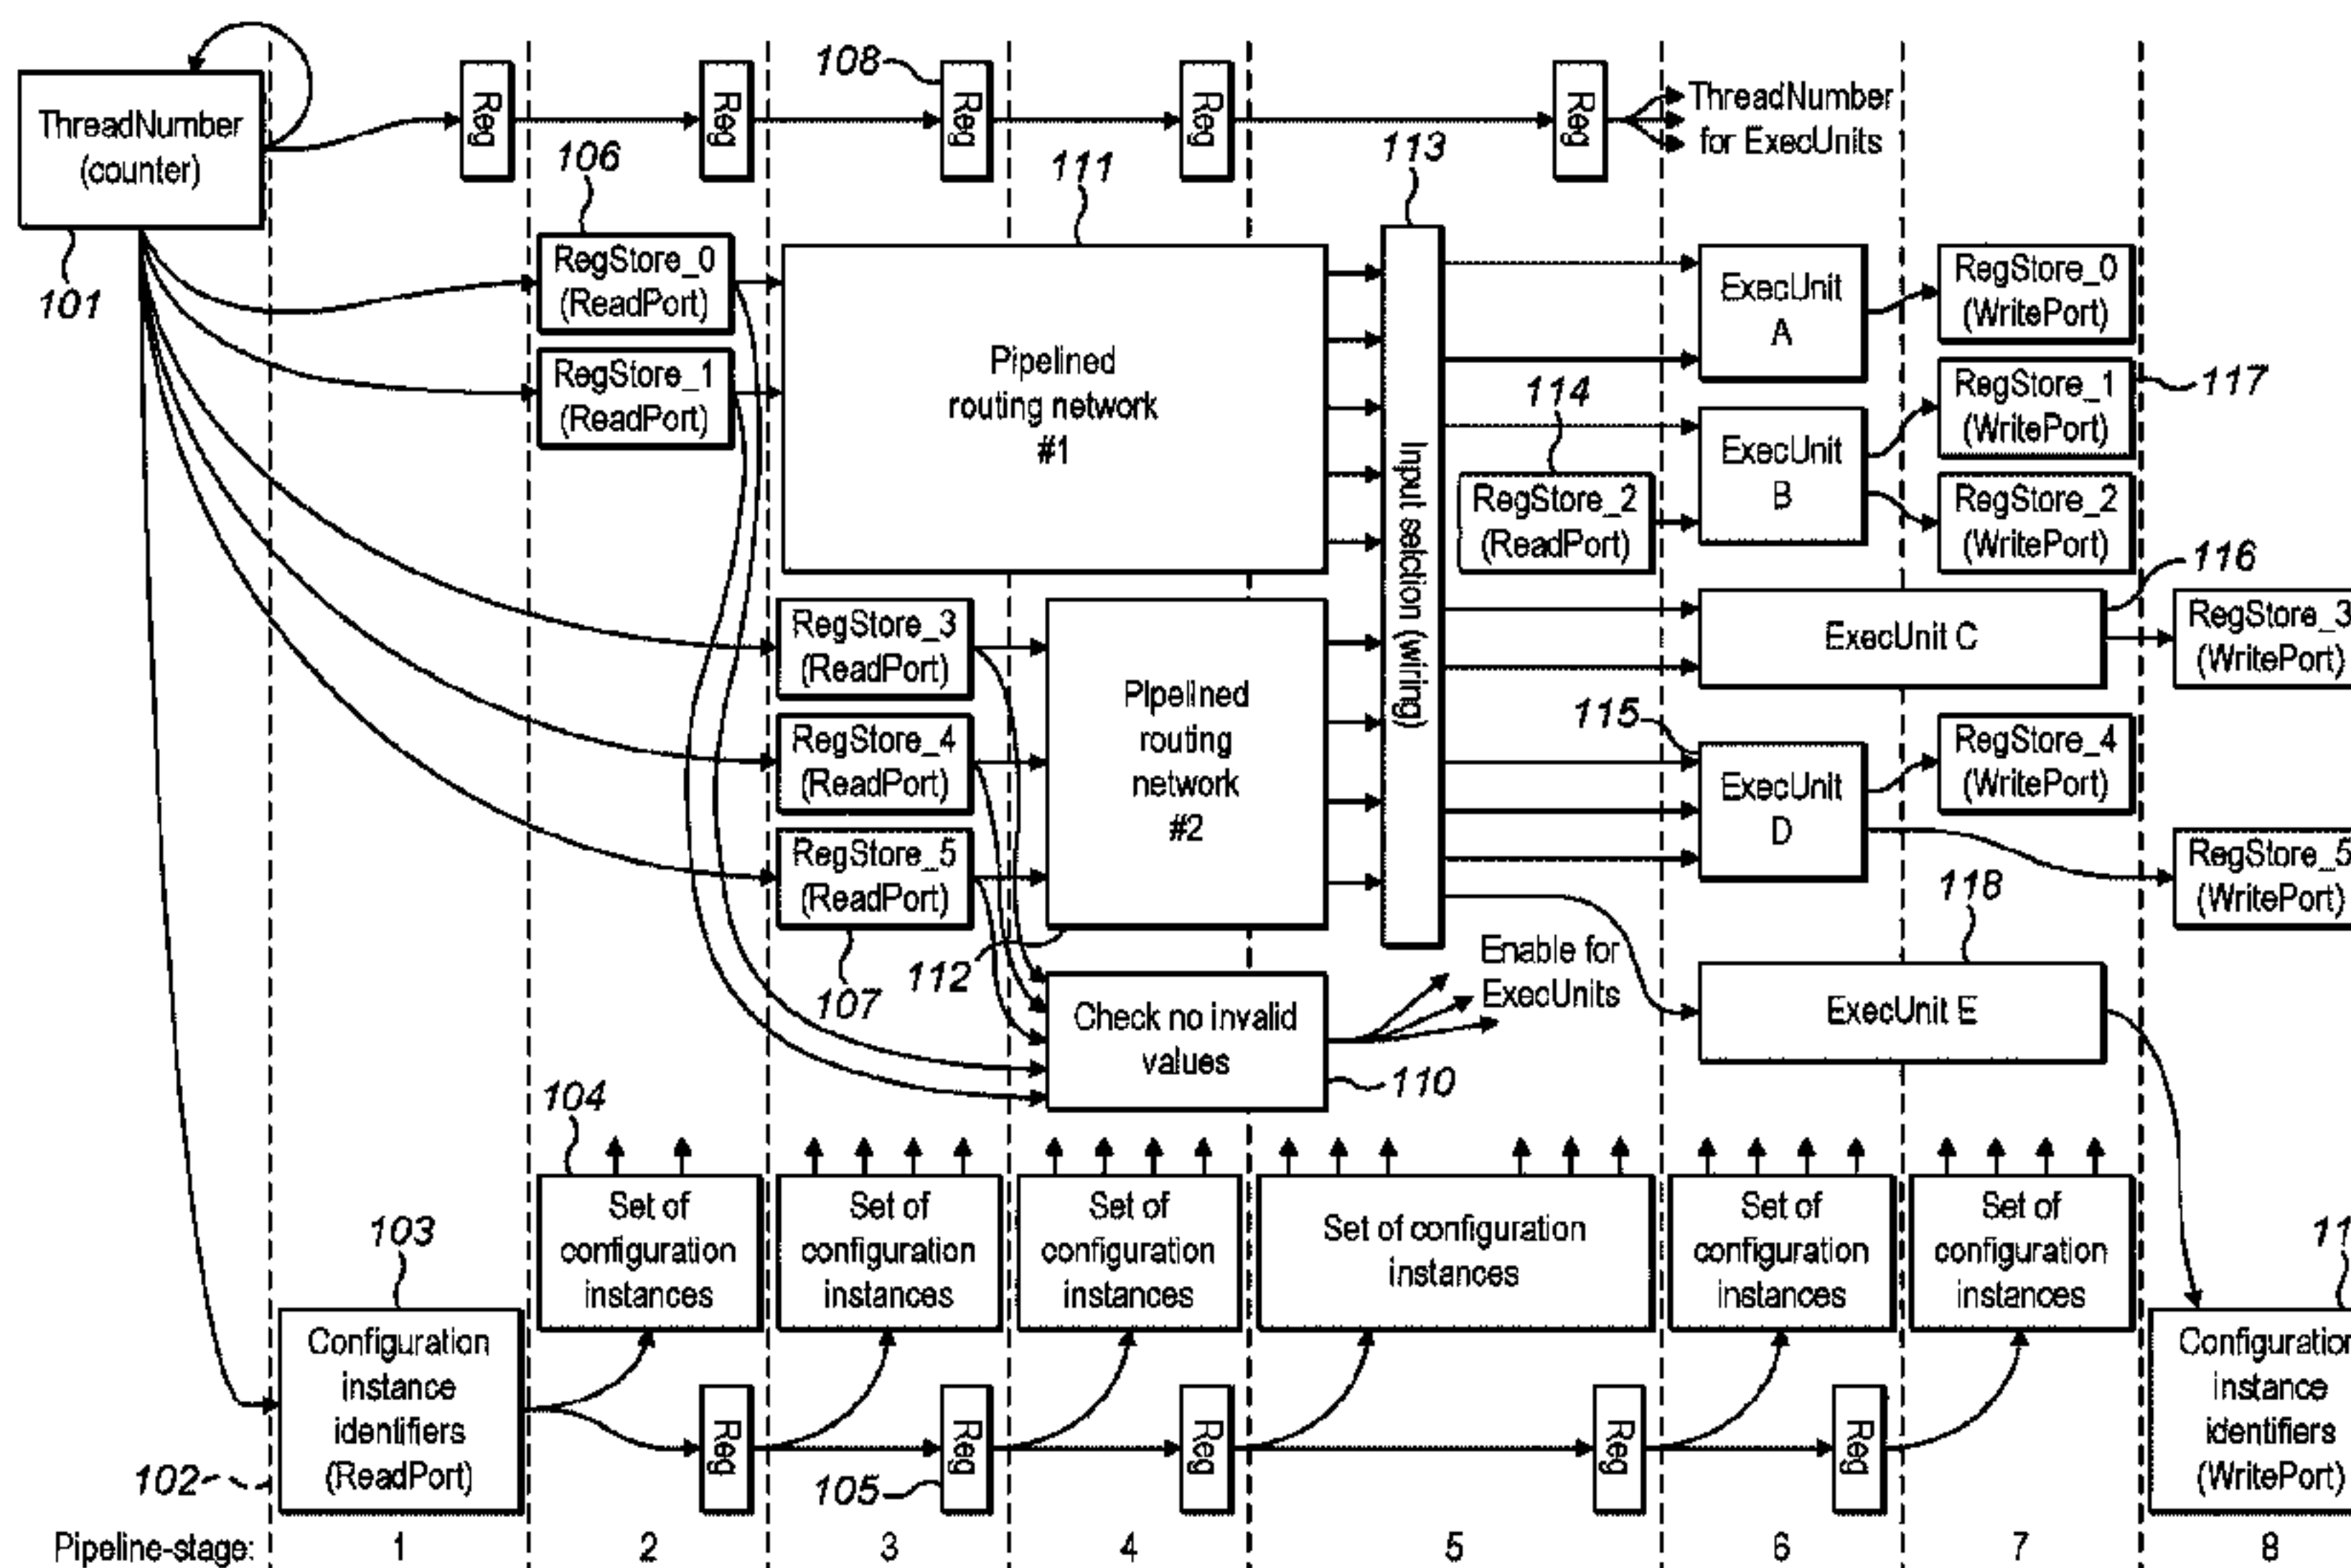 ThreadNumber
(counter)
101
Reg
Reg
108
Reg
Reg
Reg
ThreadNumber
for ExecUnits
106
RegStore_0
(ReadPort)
RegStore_1
(ReadPort)
111
Pipelined
routing network
#1
113
Input selection (wiring)
114
RegStore_2
(ReadPort)
ExecUnit
A
ExecUnit
B
RegStore_0
(WritePort)
RegStore_1
(WritePort)
117
RegStore_2
(WritePort)
116
ExecUnit C
RegStore_3
(WritePort)
RegStore_3
(ReadPort)
RegStore_4
(ReadPort)
RegStore_5
(ReadPort)
107
Pipelined
routing
network
#2
112
115
ExecUnit
D
RegStore_4
(WritePort)
RegStore_5
(WritePort)
118
ExecUnit E
Enable for
ExecUnits
Check no invalid
values
110
104
Set of
configuration
instances
Set of
configuration
instances
Set of
configuration
instances
Set of configuration
instances
Set of
configuration
instances
Set of
configuration
instances
103
Configuration
instance
identifiers
(ReadPort)
102
Reg
105
Reg
Reg
Reg
Reg
11
Configuration
instance
identifiers
(WritePort)
Pipeline-stage: 1 2 3 4 5 6 7 8